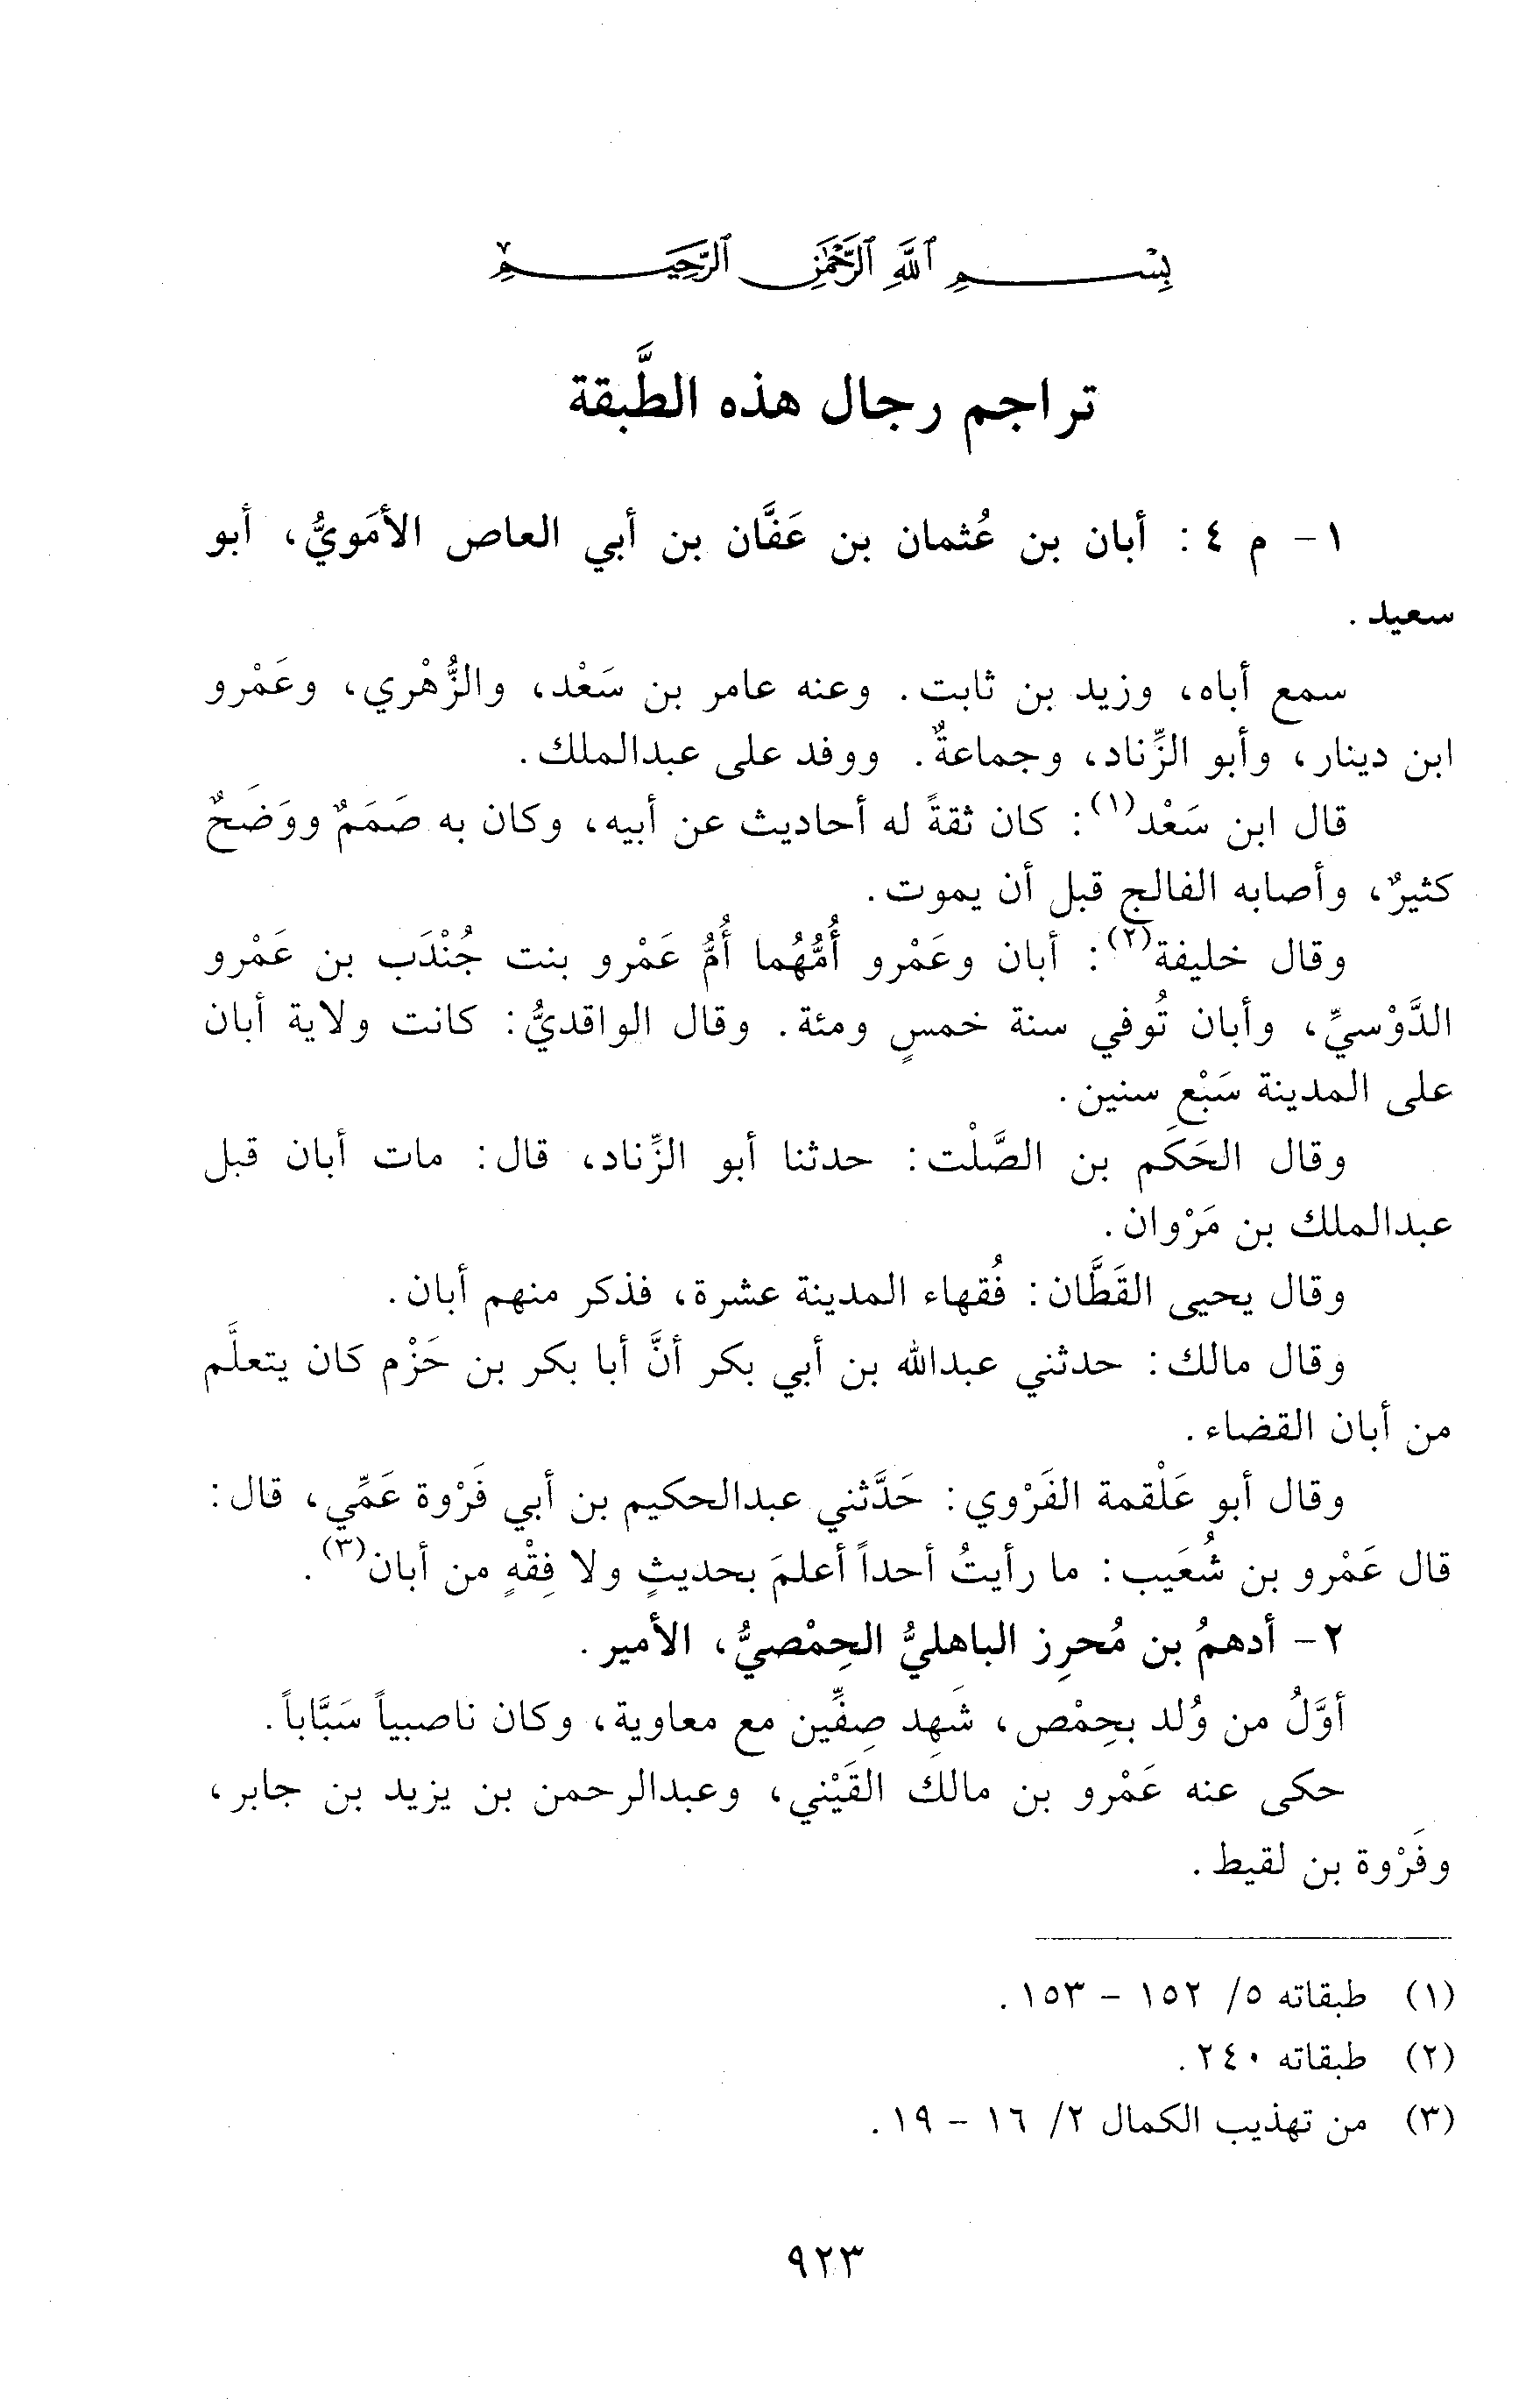 بِسْمِ ٱللَّهِ ٱلرَّحْمَٰنِ ٱلرَّحِيمِ
تراجم رجال هذه الطَّبقة
١- م ٤ : أبان بن عُثمان بن عَفَّان بن أبي العاص الأمَويُّ، أبو
سعيد .
سمع أباه، وزيد بن ثابت. وعنه عامر بن سَعْد، والزُّهْري، وعَمْرو
ابن دينار، وأبو الزِّناد، وجماعةٌ. ووفد على عبدالملك.
قال ابن سَعْد(١): كان ثقةً له أحاديث عن أبيه، وكان به صَمَمٌ ووَضَحٌ
كثيرٌ، وأصابه الفالج قبل أن يموت.
وقال خليفة(٢): أبان وعَمْرو أُمُّهُما أُمُّ عَمْرو بنت جُنْدَب بن عَمْرو
الدَّوْسيِّ، وأبان تُوفي سنة خمسٍ ومئة. وقال الواقديُّ: كانت ولاية أبان
على المدينة سَبْع سنين.
وقال الحَكَم بن الصَّلْت: حدثنا أبو الزِّناد، قال: مات أبان قبل
عبدالملك بن مَرْوان.
وقال يحيى القَطَّان: فُقهاء المدينة عشرة، فذكر منهم أبان.
وقال مالك: حدثني عبدالله بن أبي بكر أنَّ أبا بكر بن حَزْم كان يتعلَّم
من أبان القضاء.
وقال أبو عَلْقمة الفَرْوي: حَدَّثني عبدالحكيم بن أبي فَرْوة عَمِّي، قال:
قال عَمْرو بن شُعَيب: ما رأيتُ أحداً أعلمَ بحديثٍ ولا فِقْهٍ من أبان(٣).
٢- أدهمُ بن مُحرِز الباهليُّ الحِمْصيُّ، الأمير.
أوَّلُ من وُلد بحِمْص، شَهِد صِفِّين مع معاوية، وكان ناصبياً سَبَّاباً.
حكى عنه عَمْرو بن مالك القَيْني، وعبدالرحمن بن يزيد بن جابر،
وفَرْوة بن لقيط.
(١) طبقاته ٥/ ١٥٢ - ١٥٣.
(٢) طبقاته ٢٤٠.
(٣) من تهذيب الكمال ٢/ ١٦ - ١٩.
٩٢٣